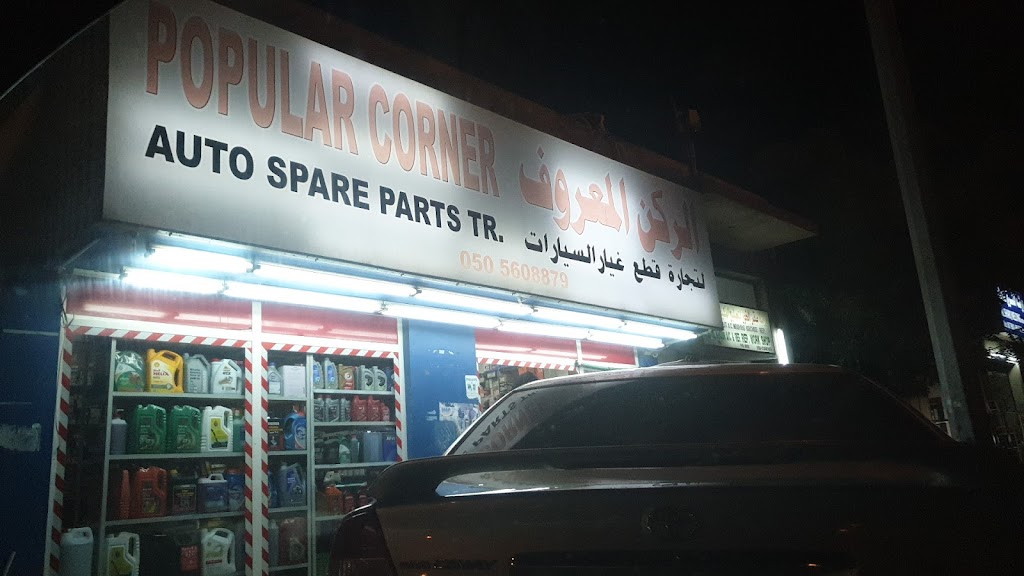 POPULAR CORNER
الركن المعروف
AUTO SPARE PARTS TR.
لتجارة قطع غيار السيارات
050 5608879